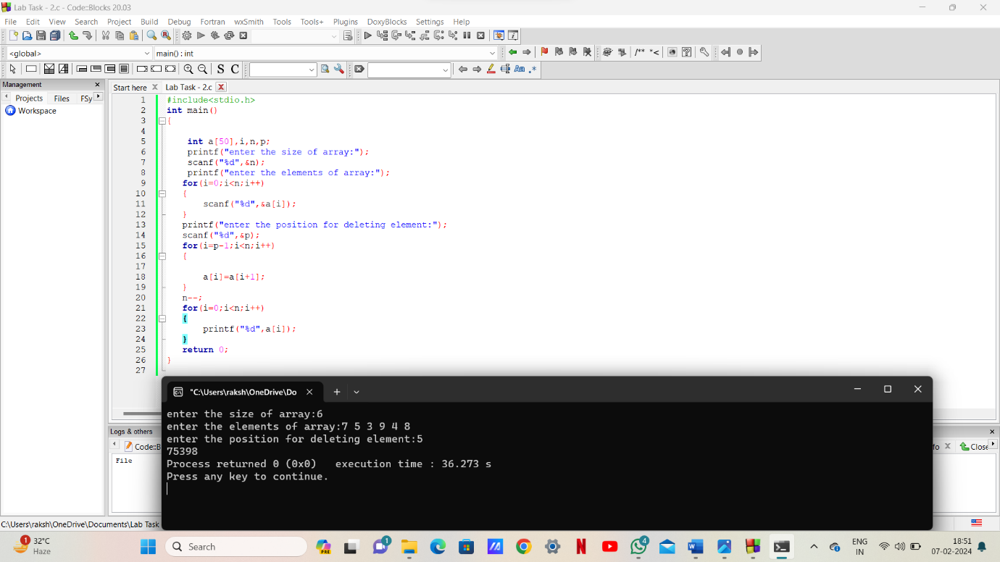 Lab Task - 2.c - Code::Blocks 20.03
File Edit View Search Project Build Debug Fortran wxSmith Tools Tools+ Plugins DoxyBlocks Settings Help
<global> main() : int
/** *<
S C
Aa .*
Management
Projects Files FSy
Workspace
Start here Lab Task - 2.c
1 #include<stdio.h>
2 int main()
3 {
4
5 int a[50],i,n,p;
6 printf("enter the size of array:");
7 scanf("%d",&n);
8 printf("enter the elements of array:");
9 for(i=0;i<n;i++)
10 {
11 scanf("%d",&a[i]);
12 }
13 printf("enter the position for deleting element:");
14 scanf("%d",&p);
15 for(i=p-1;i<n;i++)
16 {
17
18 a[i]=a[i+1];
19 }
20 n--;
21 for(i=0;i<n;i++)
22 {
23 printf("%d",a[i]);
24 }
25 return 0;
26 }
27
"C:\Users\raksh\OneDrive\Do
enter the size of array:6
enter the elements of array:7 5 3 9 4 8
enter the position for deleting element:5
75398
Process returned 0 (0x0) execution time : 36.273 s
Press any key to continue.
Logs & others
Code::B
fo
Close
File
C:\Users\raksh\OneDrive\Documents\Lab Task
1
32°C
Haze
Search
PRE
1
4
ENG
IN
18:51
07-02-2024